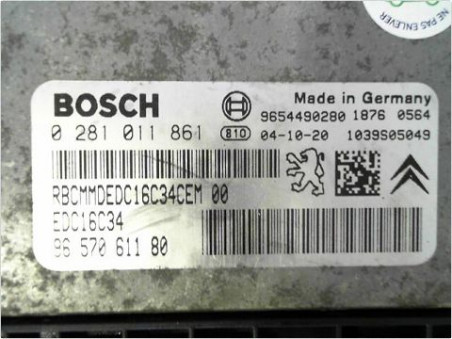 NE PAS ENLEVER
BOSCH
Made in Germany
9654490280 1876 0564
0 281 011 861 810 04-10-20 1039S05049
RBCMMDEDC16C34CEM 00
EDC16C34
96 570 611 80